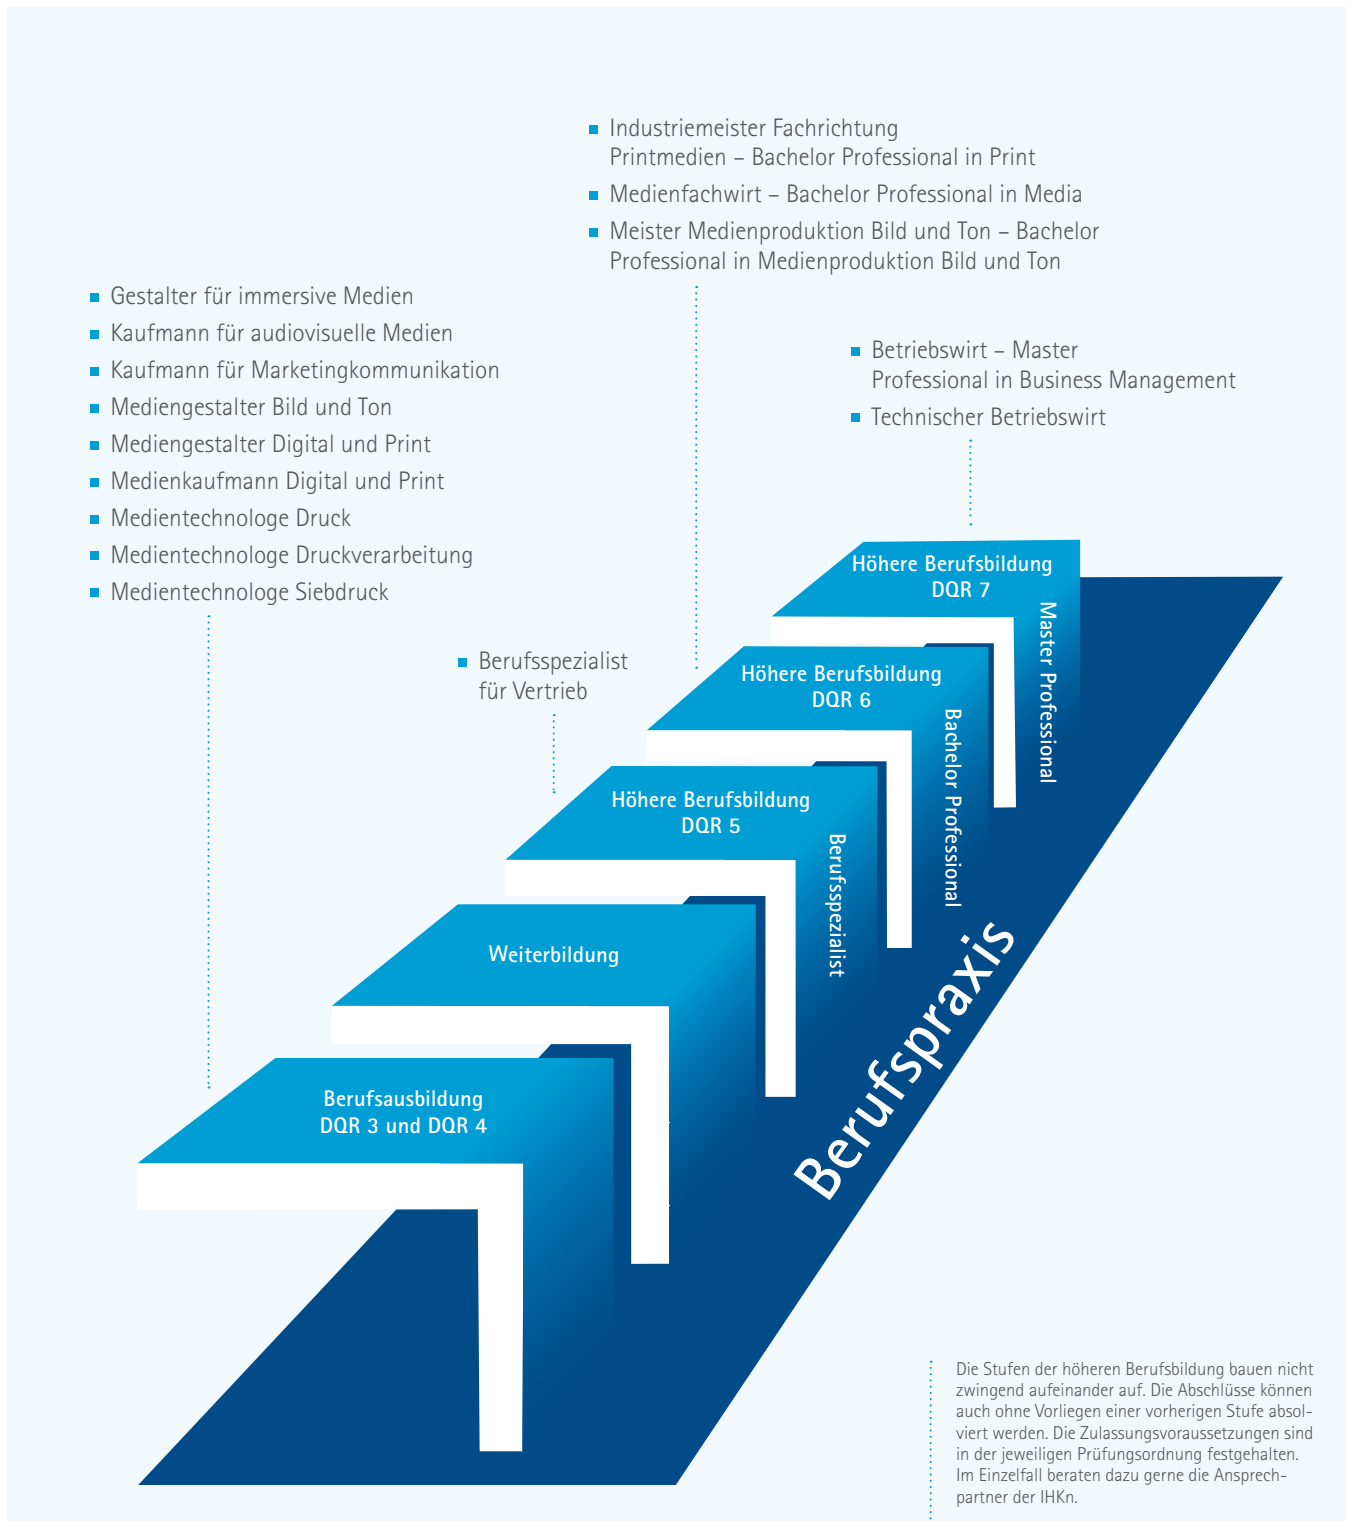 Industriemeister Fachrichtung
Printmedien – Bachelor Professional in Print
Medienfachwirt – Bachelor Professional in Media
Meister Medienproduktion Bild und Ton – Bachelor
Professional in Medienproduktion Bild und Ton
Gestalter für immersive Medien
Kaufmann für audiovisuelle Medien
Kaufmann für Marketingkommunikation
Mediengestalter Bild und Ton
Mediengestalter Digital und Print
Medienkaufmann Digital und Print
Medientechnologe Druck
Medientechnologe Druckverarbeitung
Medientechnologe Siebdruck
Betriebswirt – Master
Professional in Business Management
Technischer Betriebswirt
Berufsspezialist
für Vertrieb
Höhere Berufsbildung
DQR 7
Master Professional
Höhere Berufsbildung
DQR 6
Bachelor Professional
Höhere Berufsbildung
DQR 5
Berufsspezialist
Weiterbildung
Berufsausbildung
DQR 3 und DQR 4
Berufspraxis
Die Stufen der höheren Berufsbildung bauen nicht
zwingend aufeinander auf. Die Abschlüsse können
auch ohne Vorliegen einer vorherigen Stufe absol-
viert werden. Die Zulassungsvoraussetzungen sind
in der jeweiligen Prüfungsordnung festgehalten.
Im Einzelfall beraten dazu gerne die Ansprech-
partner der IHKn.